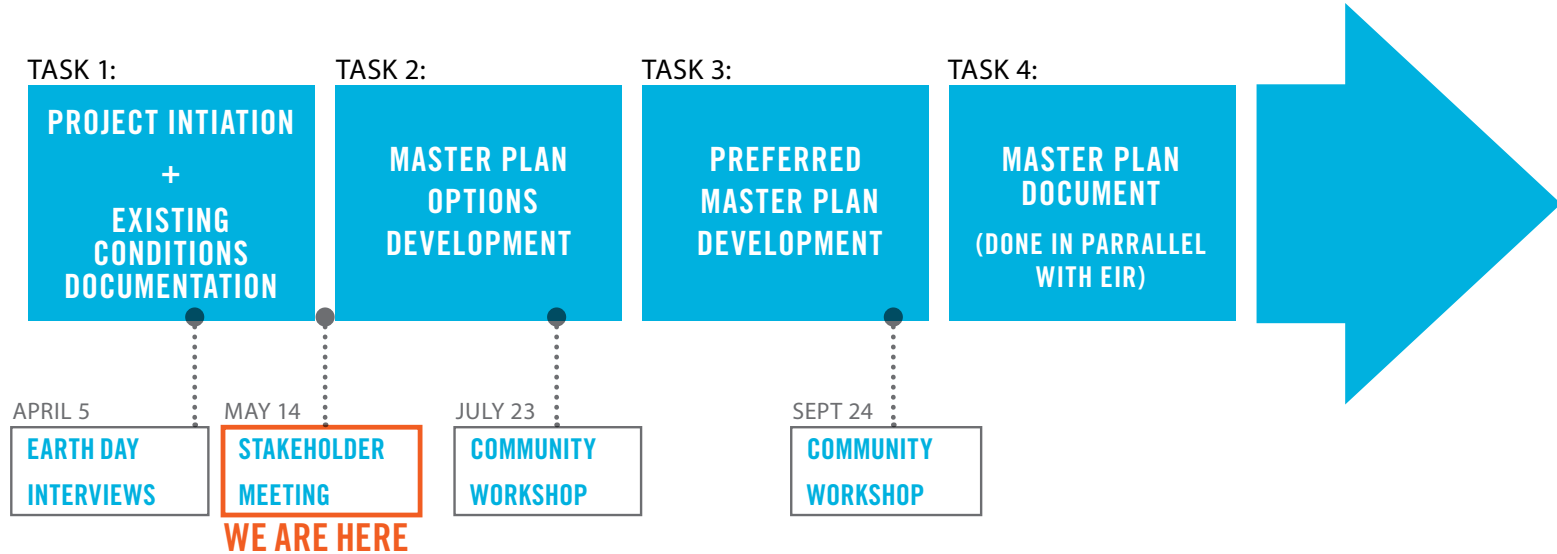 TASK 1:
PROJECT INTIATION
+
EXISTING
CONDITIONS
DOCUMENTATION
TASK 2:
MASTER PLAN
OPTIONS
DEVELOPMENT
TASK 3:
PREFERRED
MASTER PLAN
DEVELOPMENT
TASK 4:
MASTER PLAN
DOCUMENT
(DONE IN PARRALLEL
WITH EIR)
APRIL 5
EARTH DAY
INTERVIEWS
MAY 14
STAKEHOLDER
MEETING
WE ARE HERE
JULY 23
COMMUNITY
WORKSHOP
SEPT 24
COMMUNITY
WORKSHOP